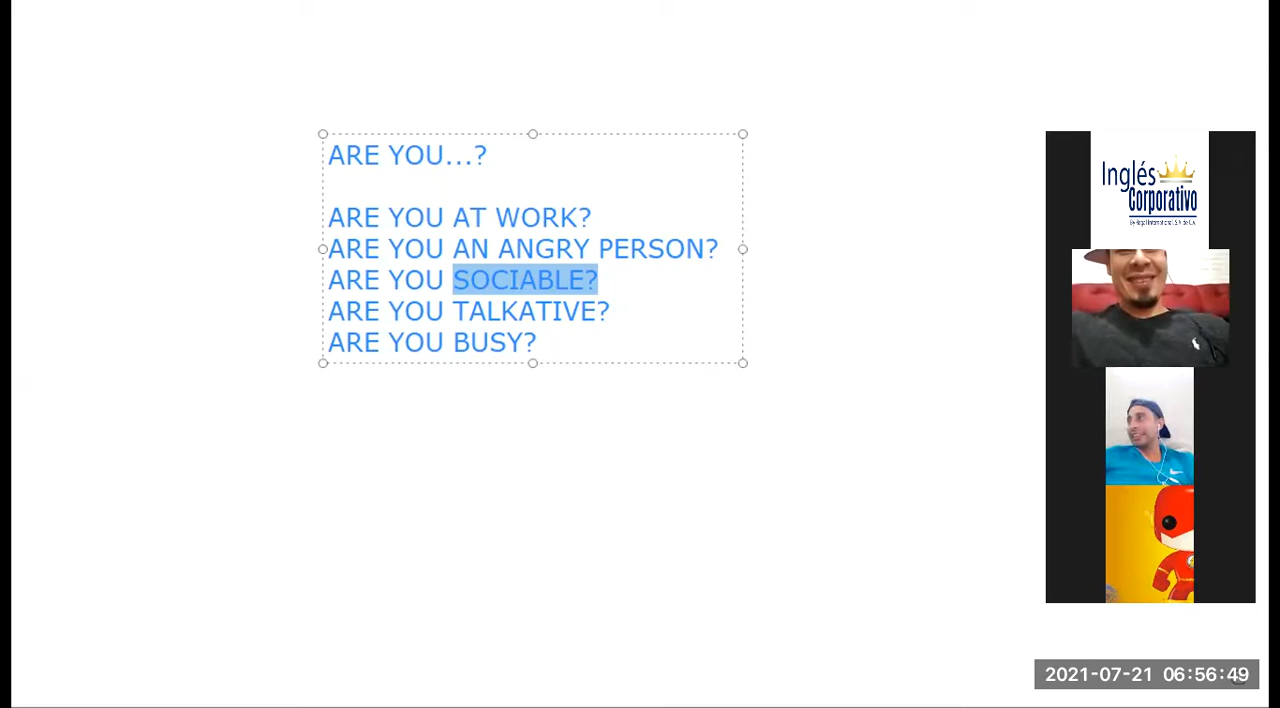 ARE YOU...?
ARE YOU AT WORK?
ARE YOU AN ANGRY PERSON?
ARE YOU SOCIABLE?
ARE YOU TALKATIVE?
ARE YOU BUSY?
Inglés
Corporativo
2021-07-21 06:56:49